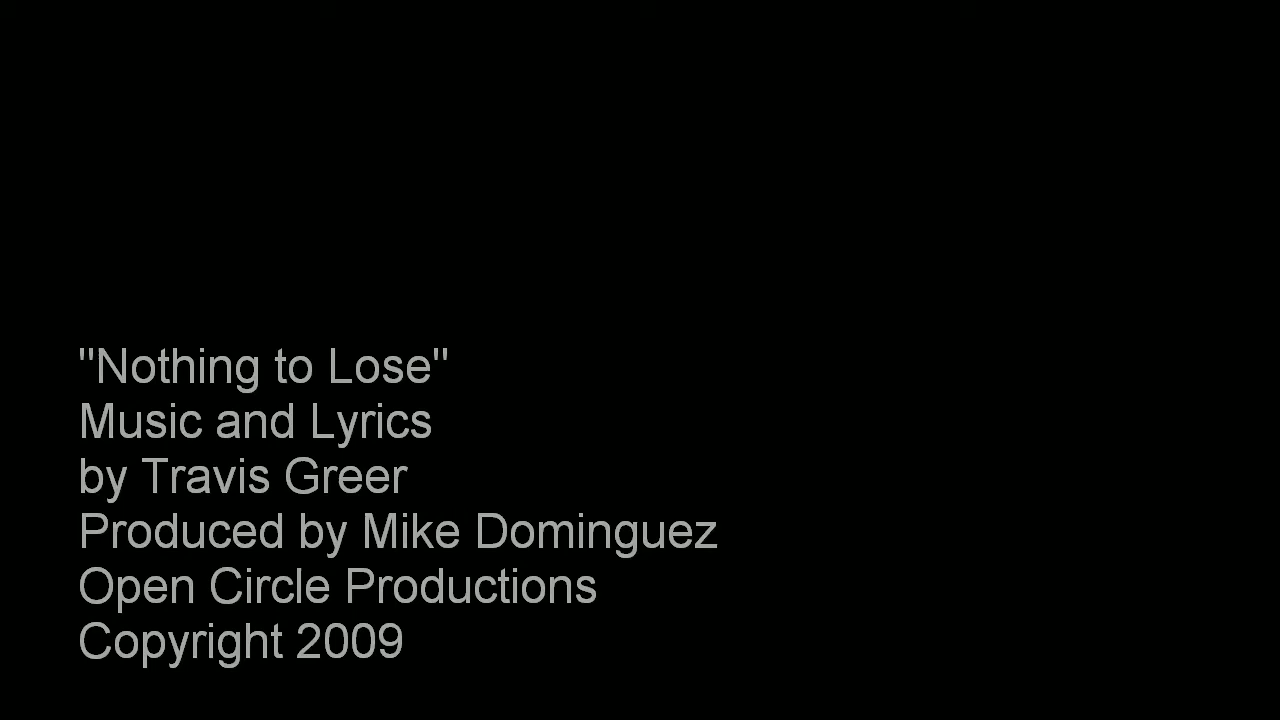 "Nothing to Lose"
Music and Lyrics
by Travis Greer
Produced by Mike Dominguez
Open Circle Productions
Copyright 2009